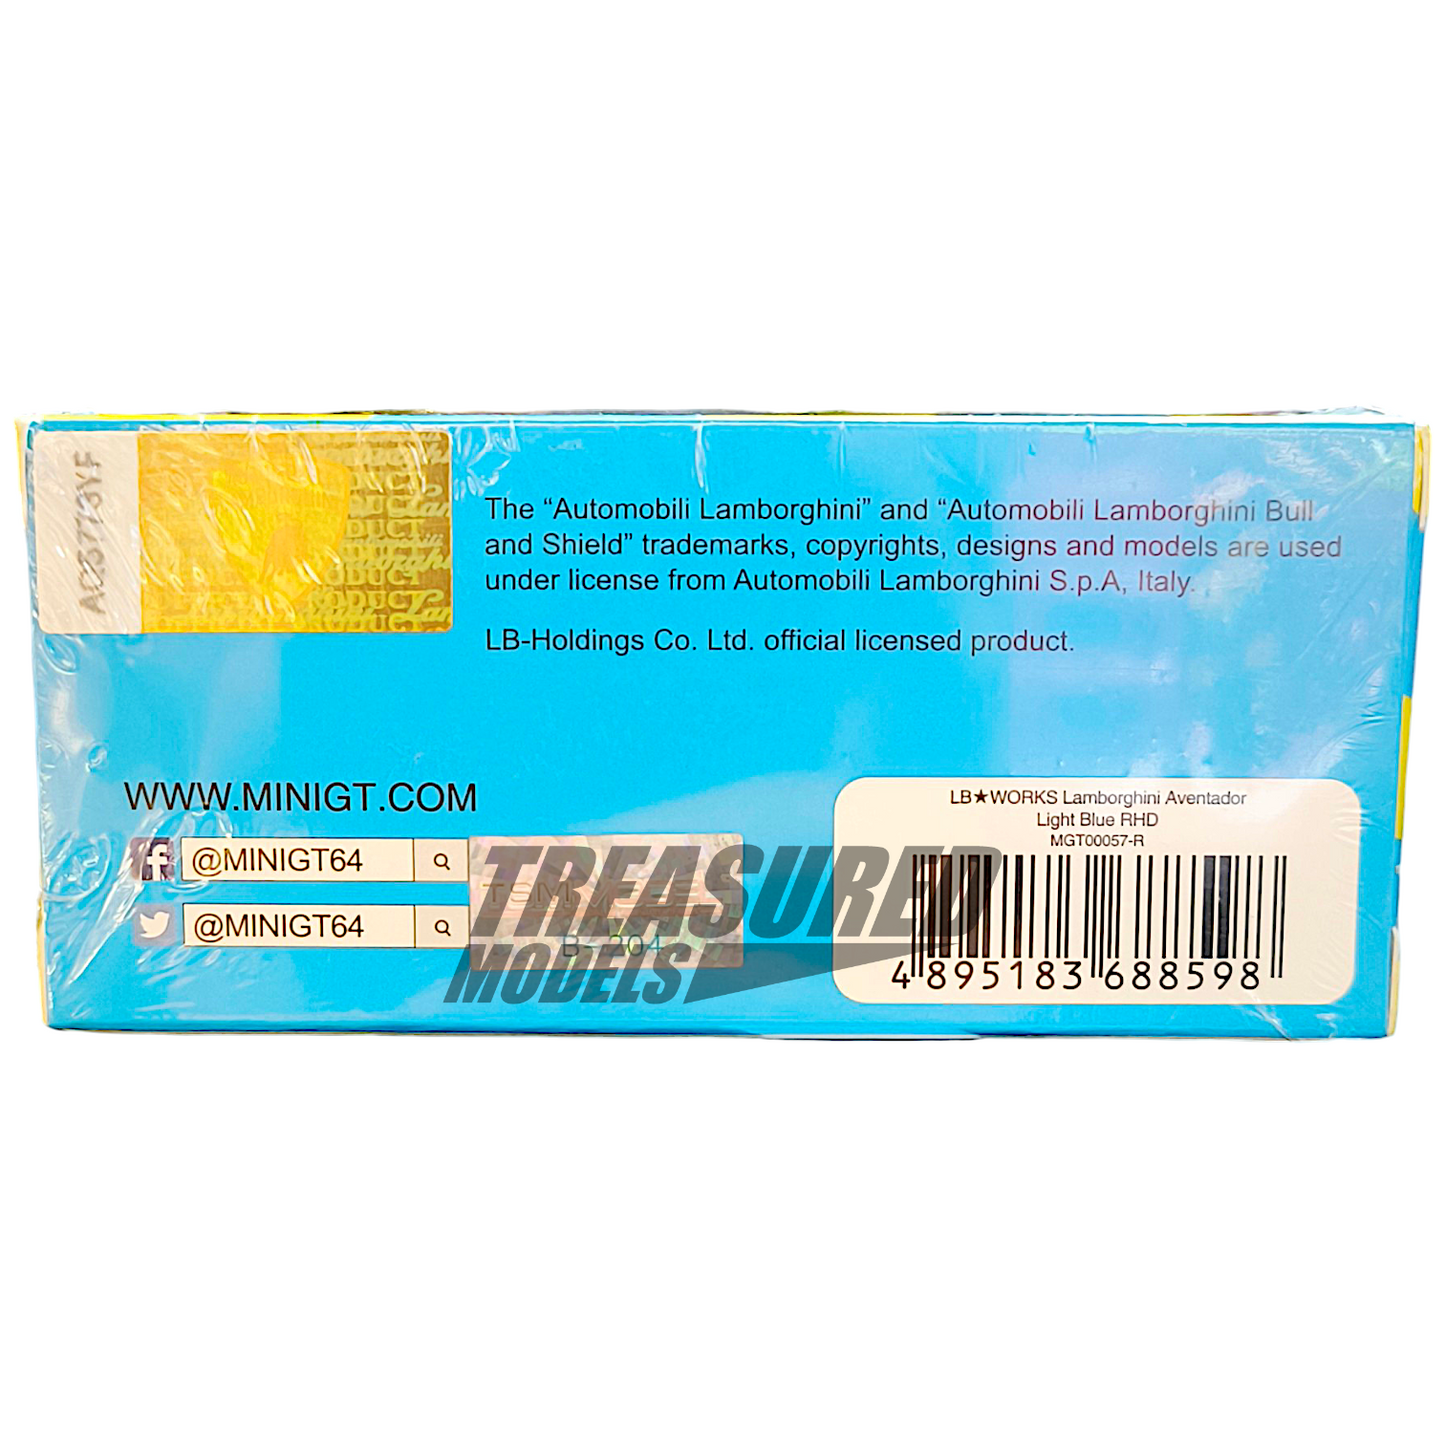 The “Automobili Lamborghini” and “Automobili Lamborghini Bull
and Shield” trademarks, copyrights, designs and models are used
under license from Automobili Lamborghini S.p.A, Italy.
LB-Holdings Co. Ltd. official licensed product.
WWW.MINIGT.COM
@MINIGT64
@MINIGT64
TREASURED
MODELS
B- 204
LB★WORKS Lamborghini Aventador
Light Blue RHD
MGT00057-R
4 895183 688598